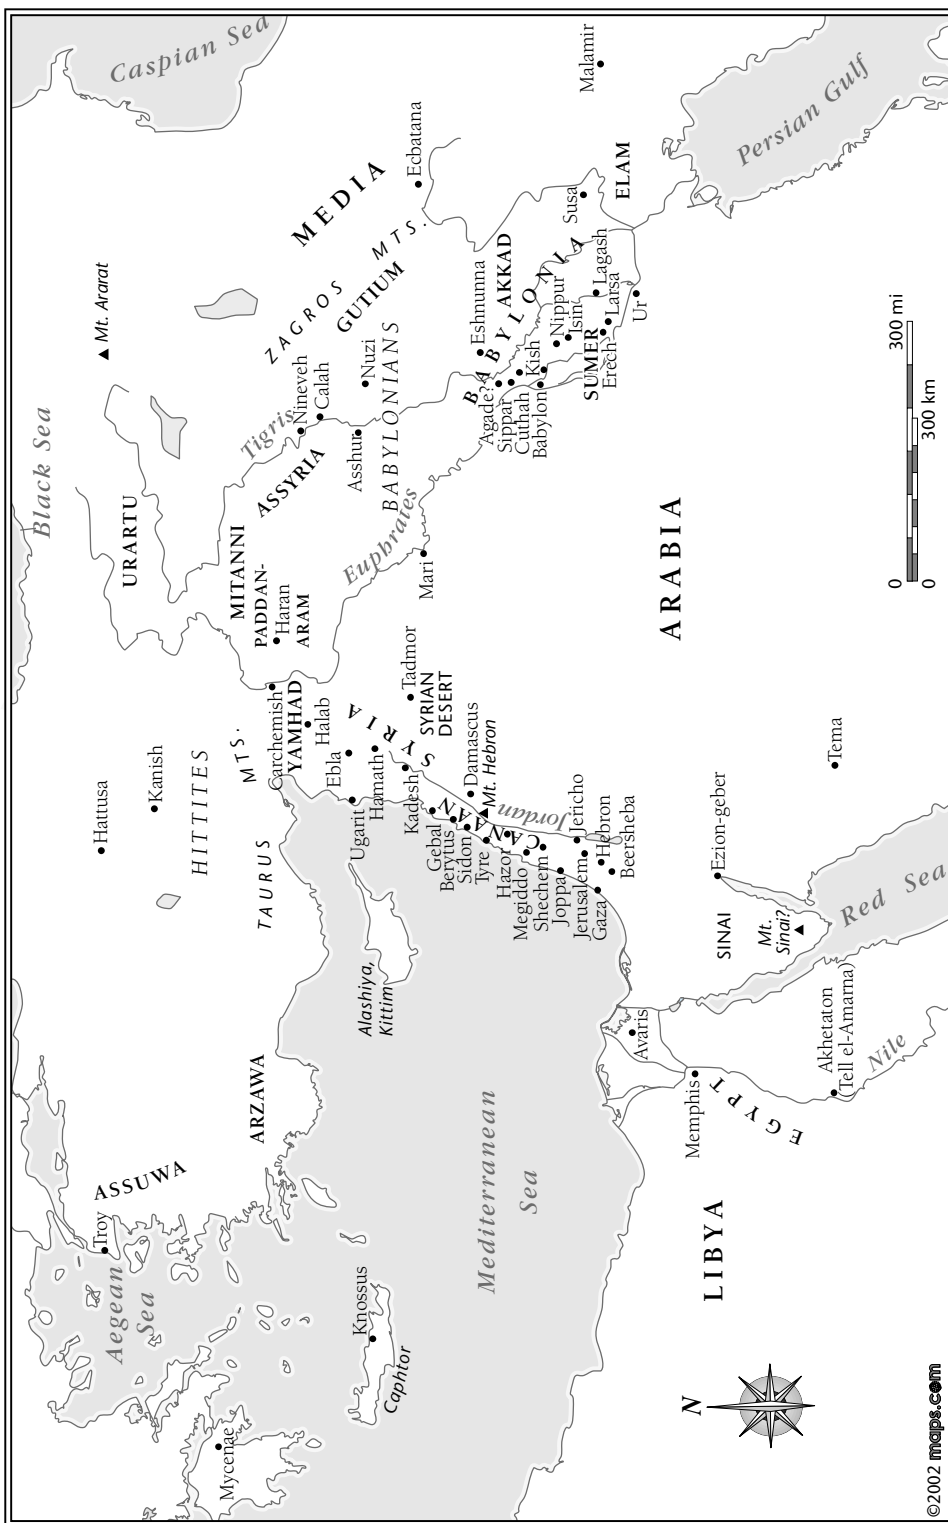 Caspian Sea
Black Sea
Persian Gulf
Malamir
Ecbatana
MEDIA
ELAM
Susa
Mt. Ararat
ZAGROS MTS.
GUTIUM
AKKAD
Eshnunna
BABYLONIA
Lagash
Larsa
Ur
Nippur
Isin
Kish
SUMER
Erech
Agade?
Sippar
Cuthah
Babylon
Nuzi
BABYLONIANS
Nineveh
Calah
Tigris
Asshur
ASSYRIA
Euphrates
Mari
URARTU
MITANNI
PADDAN-
ARAM
Haran
ARABIA
300 mi
300 km
0
0
Carchemish
YAMHAD
Halab
Tadmor
SYRIAN
DESERT
SYRIA
Ebla
Hamath
Ugarit
Kadesh
Damascus
Mt. Hebron
Jordan
CANAAN
Gebal
Berytus
Sidon
Tyre
Hazor
Megiddo
Shechem
Joppa
Jerusalem
Gaza
Jericho
Hebron
Beersheba
Tema
Ezion-geber
Hattusa
Kanish
HITTITES
TAURUS MTS.
Alashiya,
Kittim
SINAI
Mt.
Sinai?
Red Sea
Avaris
Akhetaton
(Tell el-Amarna)
Nile
Memphis
EGYPT
ARZAWA
ASSUWA
Troy
Aegean
Sea
Mediterranean
Sea
LIBYA
Knossus
Caphtor
Mycenae
N
©2002 maps.com